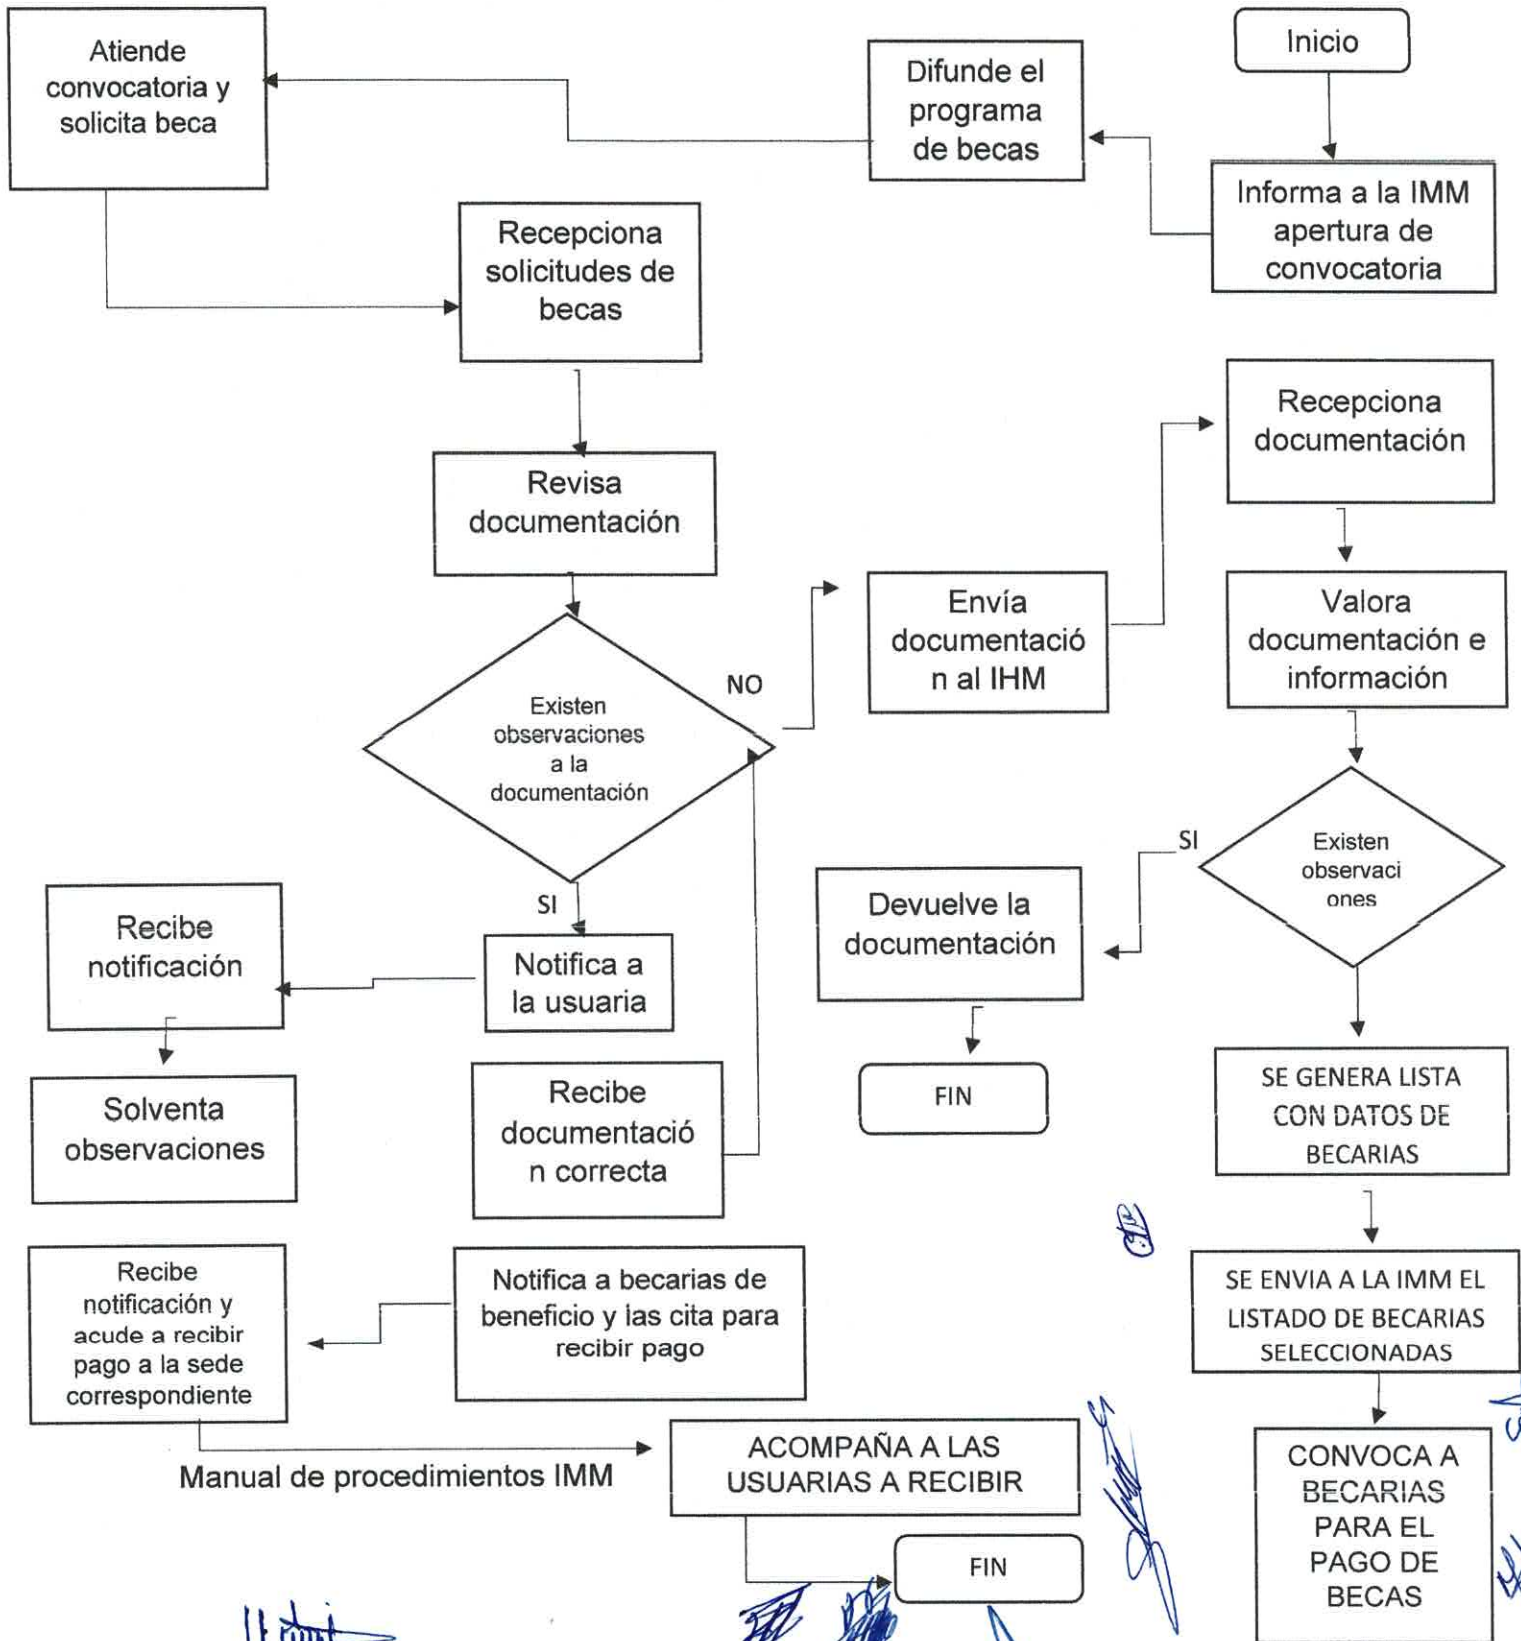 Inicio
Atiende
convocatoria y
solicita beca
Difunde el
programa
de becas
Informa a la IMM
apertura de
convocatoria
Recepciona
solicitudes de
becas
Recepciona
documentación
Revisa
documentación
Envía
documentació
n al IHM
Valora
documentación e
información
NO
Existen
observaciones
a la
documentación
SI
Existen
observaci
ones
SI
Devuelve la
documentación
Recibe
notificación
Notifica a
la usuaria
FIN
SE GENERA LISTA
CON DATOS DE
BECARIAS
Solventa
observaciones
Recibe
documentació
n correcta
Recibe
notificación y
acude a recibir
pago a la sede
correspondiente
Notifica a becarias de
beneficio y las cita para
recibir pago
SE ENVIA A LA IMM EL
LISTADO DE BECARIAS
SELECCIONADAS
Manual de procedimientos IMM
ACOMPAÑA A LAS
USUARIAS A RECIBIR
CONVOCA A
BECARIAS
PARA EL
PAGO DE
BECAS
FIN